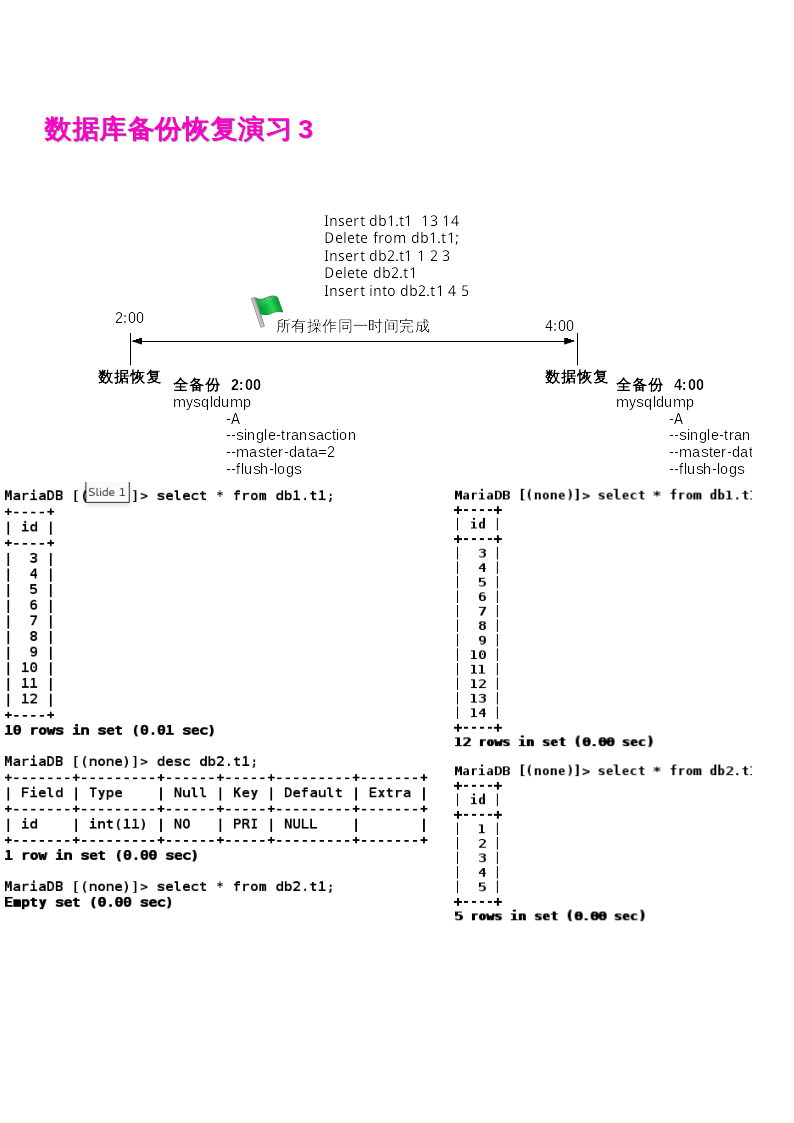 数据库备份恢复演习 3
Insert db1.t1  13 14
Delete from db1.t1;
Insert db2.t1 1 2 3
Delete db2.t1
Insert into db2.t1 4 5
2:00
所有操作同一时间完成
4:00
数据恢复
全备份  2:00
mysqldump
-A
--single-transaction
--master-data=2
--flush-logs
数据恢复
全备份  4:00
mysqldump
-A
--single-tran
--master-dat
--flush-logs
Slide 1
MariaDB [( ]> select * from db1.t1;
+----+
| id |
+----+
|  3 |
|  4 |
|  5 |
|  6 |
|  7 |
|  8 |
|  9 |
| 10 |
| 11 |
| 12 |
+----+
10 rows in set (0.01 sec)
MariaDB [(none)]> desc db2.t1;
+-------+---------+------+-----+---------+-------+
| Field | Type    | Null | Key | Default | Extra |
+-------+---------+------+-----+---------+-------+
| id    | int(11) | NO   | PRI | NULL    |       |
+-------+---------+------+-----+---------+-------+
1 row in set (0.00 sec)
MariaDB [(none)]> select * from db2.t1;
Empty set (0.00 sec)
MariaDB [(none)]> select * from db1.t1
+----+
| id |
+----+
|  3 |
|  4 |
|  5 |
|  6 |
|  7 |
|  8 |
|  9 |
| 10 |
| 11 |
| 12 |
| 13 |
| 14 |
+----+
12 rows in set (0.00 sec)
MariaDB [(none)]> select * from db2.t1
+----+
| id |
+----+
|  1 |
|  2 |
|  3 |
|  4 |
|  5 |
+----+
5 rows in set (0.00 sec)